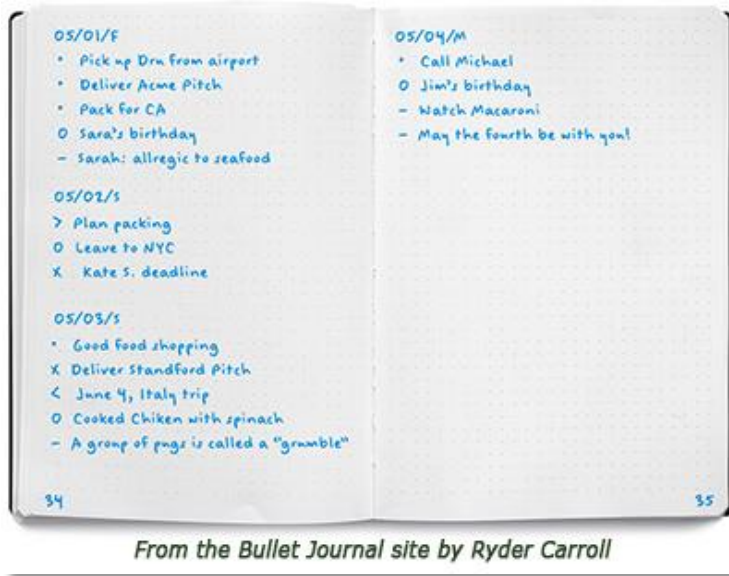 05/01/F
• Pick up Dru from airport
• Deliver Acme Pitch
• Pack for CA
O Sara's birthday
– Sarah: allregic to seafood
05/02/S
> Plan packing
O Leave to NYC
X Kate S. deadline
05/03/S
• Good food shopping
X Deliver Standford Pitch
< June 4, Italy trip
O Cooked Chiken with spinach
– A group of pugs is called a "grumble"
34
05/04/M
• Call Michael
O Jim's birthday
– Watch Macaroni
– May the fourth be with you!
35
From the Bullet Journal site by Ryder Carroll